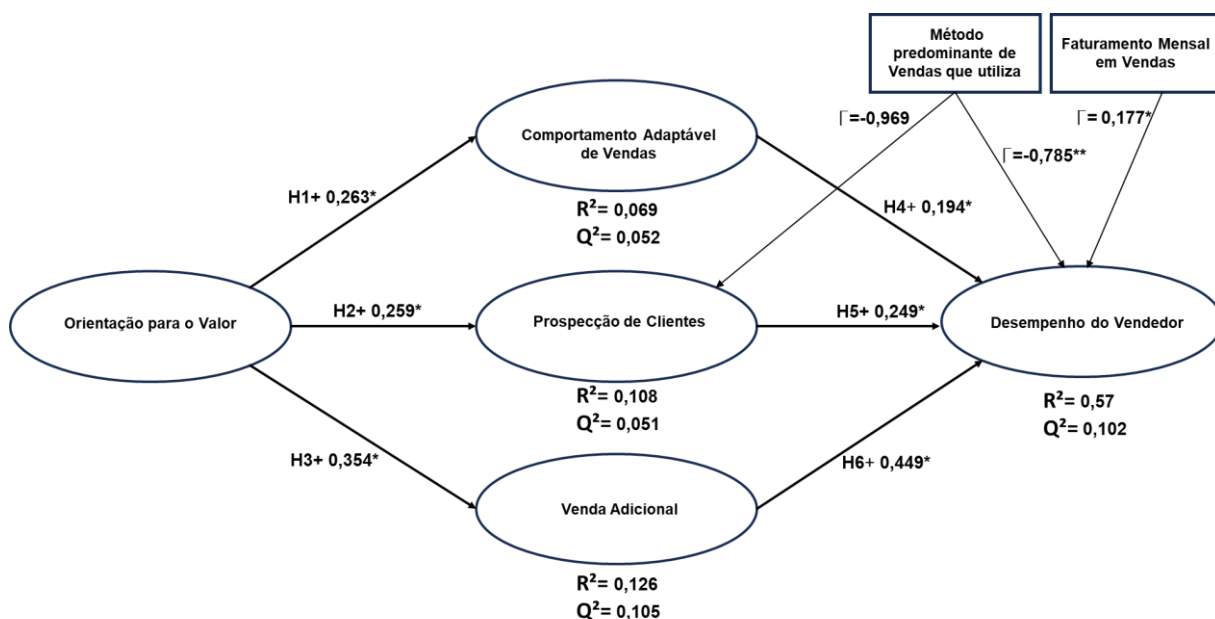 Método
predominante de
Vendas que utiliza
Faturamento Mensal
em Vendas
Γ=-0,969
Γ= 0,177*
Γ=-0,785**
Comportamento Adaptável
de Vendas
H1+ 0,263*
R²= 0,069
Q²= 0,052
H4+ 0,194*
Orientação para o Valor
H2+ 0,259*
Prospecção de Clientes
H5+ 0,249*
Desempenho do Vendedor
R²= 0,108
Q²= 0,051
R²= 0,57
Q²= 0,102
H3+ 0,354*
H6+ 0,449*
Venda Adicional
R²= 0,126
Q²= 0,105